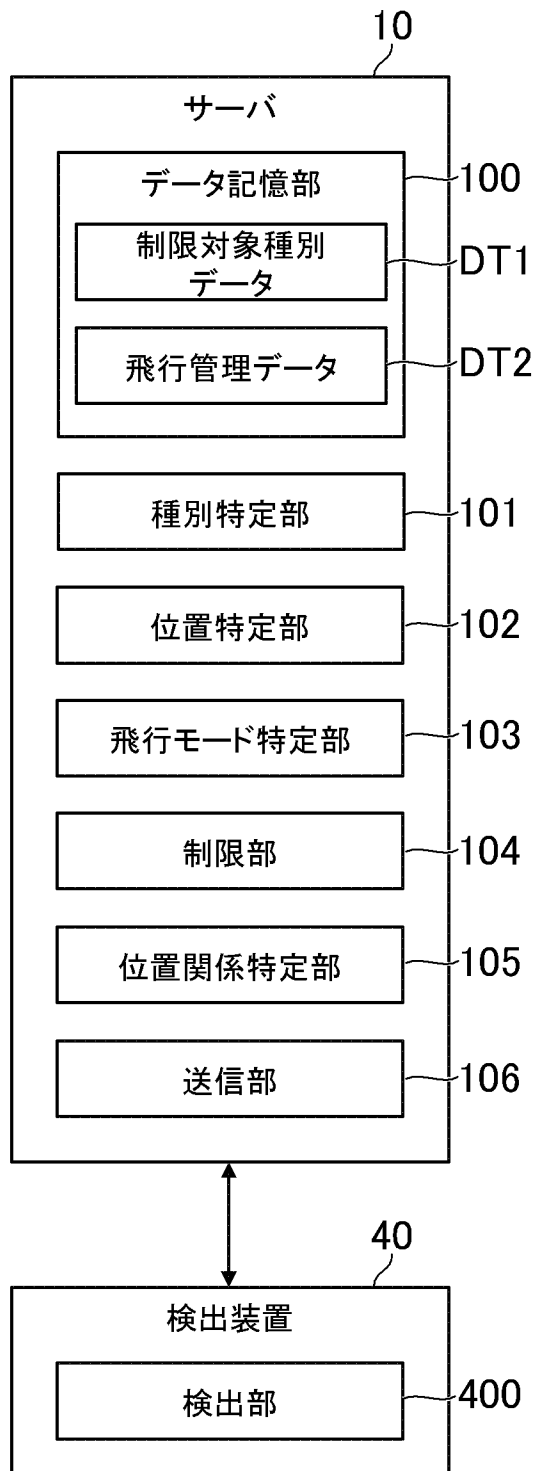 10
サーバ
データ記憶部
100
制限対象種別
データ
DT1
飛行管理データ
DT2
種別特定部
101
位置特定部
102
飛行モード特定部
103
制限部
104
位置関係特定部
105
送信部
106
40
検出装置
検出部
400